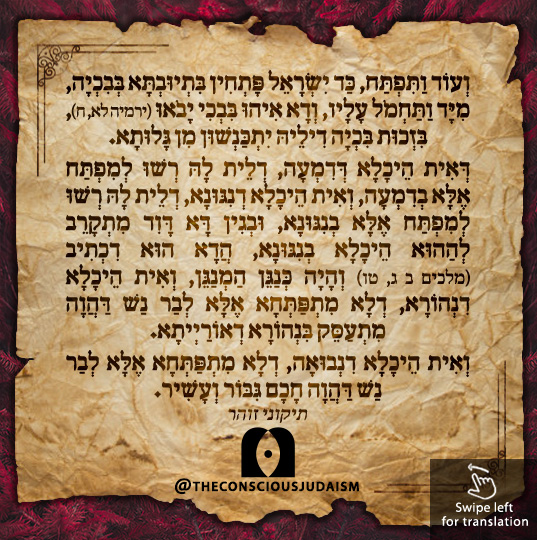 וְעוֹד וַתִּפְתַּח, כַּד יִשְׂרָאֵל פָּתְחִין בִּתְיוּבְתָּא בִּבְכִיָּה,
מִיָּד וַתַּחְמֹל עָלָיו, וְדָא אִיהוּ בִּבְכִי יָבֹאוּ (ירמיה לא, ח),
בִּזְכוּת בְּכִיָּה דִילֵיהּ יִתְכַּנְּשׁוּן מִן גָּלוּתָא.
דְּאִית הֵיכָלָא דְּדִמְעָה, דְלֵית לָהּ רְשׁוּ לְמִפְתַּח
אֶלָּא בְדִמְעָה, וְאִית הֵיכָלָא דְנִגּוּנָא, דְלֵית לָהּ רְשׁוּ
לְמִפְתַּח אֶלָּא בְנִגּוּנָא, וּבְגִין דָּא דָּוִד מִתְקָרֵב
לְהַהוּא הֵיכָלָא בְנִגּוּנָא, הֲדָא הוּא דִכְתִיב
(מלכים ב ג, טו) וְהָיָה כְּנַגֵּן הַמְנַגֵּן, וְאִית הֵיכָלָא
דִנְהוֹרָא, דְלָא מִתְפַּתְּחָא אֶלָּא לְבַר נַשׁ דַּהֲוָה
מִתְעַסֵּק בִּנְהוֹרָא דְאוֹרַיְיתָא.
וְאִית הֵיכָלָא דִנְבוּאָה, דְלָא מִתְפַּתְּחָא אֶלָּא לְבַר
נַשׁ דַּהֲוָה חָכָם גִּבּוֹר וְעָשִׁיר.
תיקוני זוהר
@THECONSCIOUSJUDAISM
Swipe left
for translation